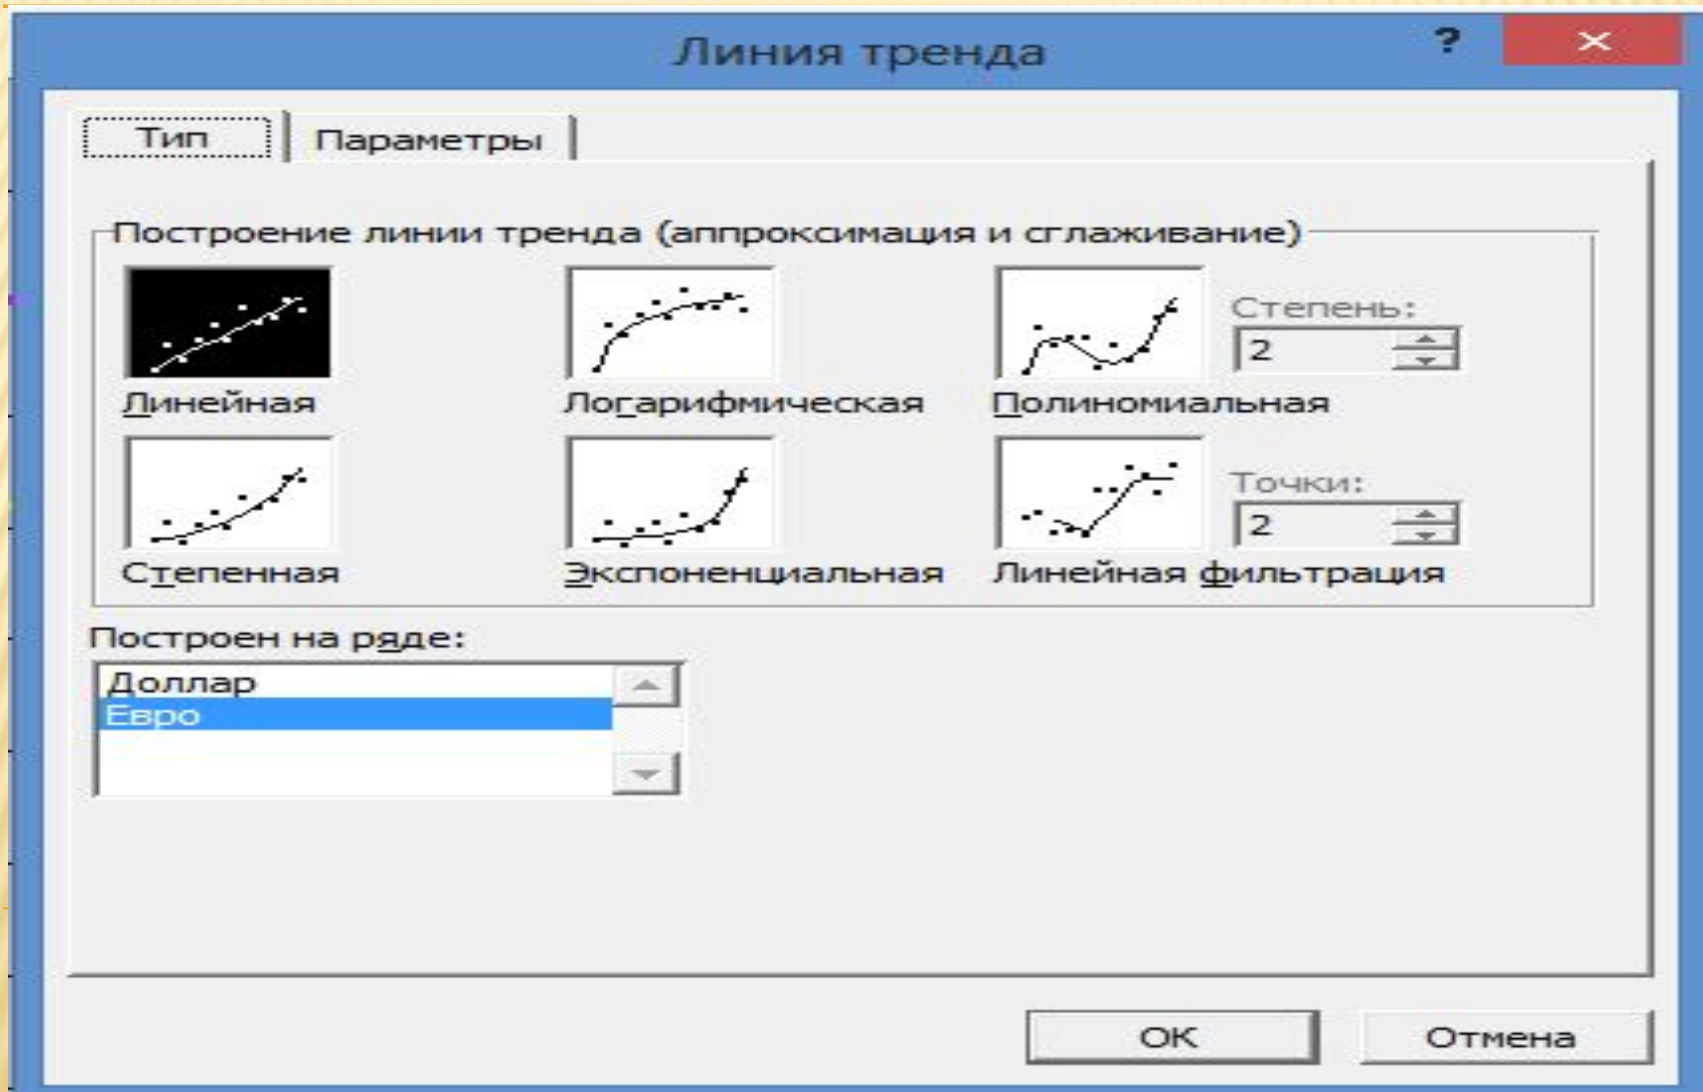 Линия тренда ?
Тип Параметры
Построение линии тренда (аппроксимация и сглаживание)
Степень:
2
Линейная Логарифмическая Полиномиальная
Точки:
2
Степенная Экспоненциальная Линейная фильтрация
Построен на ряде:
Доллар
Евро
ОК Отмена